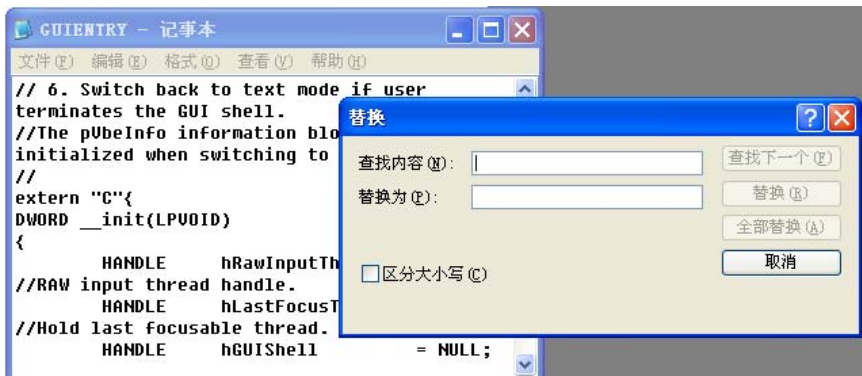 GUIENTRY - 记事本
文件(F) 编辑(E) 格式(O) 查看(V) 帮助(H)
// 6. Switch back to text mode if user
terminates the GUI shell.
//The pVbeInfo information blo
initialized when switching to
//
extern "C"{
DWORD __init(LPVOID)
{
HANDLE hRawInputTh
//RAW input thread handle.
HANDLE hLastFocusT
//Hold last focusable thread.
HANDLE hGUIShell = NULL;
替换
查找内容(N):
查找下一个(F)
替换为(P):
替换(R)
全部替换(A)
取消
区分大小写(C)